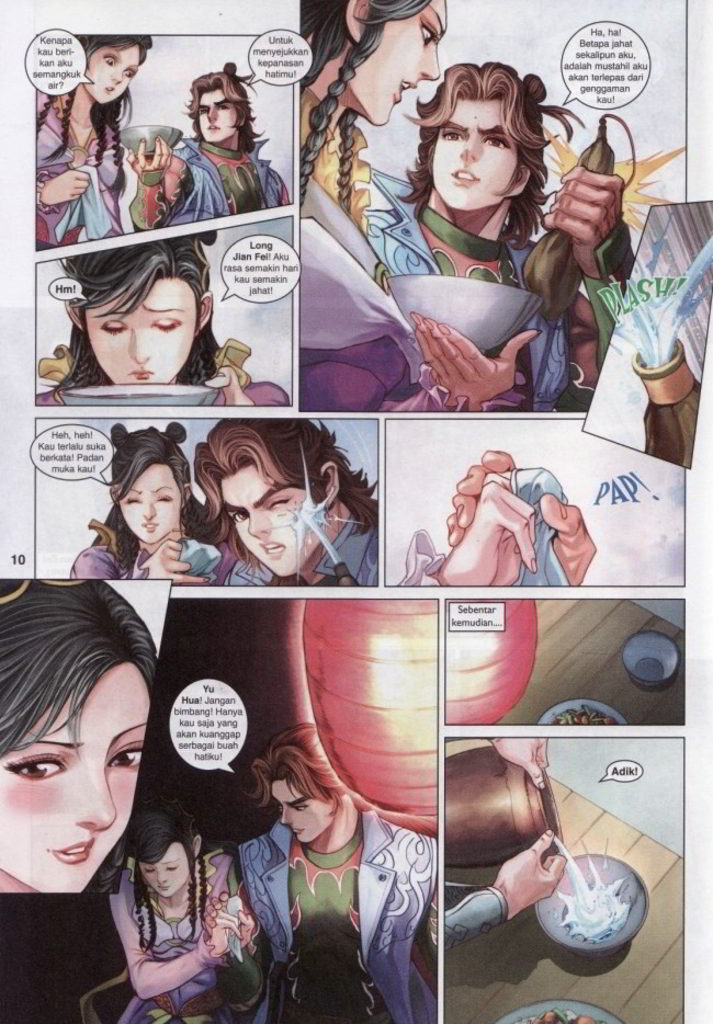 Kenapa
kau beri-
kan aku
semangkuk
air?
Untuk
menyejukkan
kepanasan
hatimu!
Ha, ha!
Betapa jahat
sekalipun aku,
adalah mustahil aku
akan terlepas dari
genggaman
kau!
Hm!
Long
Jian Fei! Aku
rasa semakin hari
kau semakin
jahat!
PLASH!
Heh, heh!
Kau terlalu suka
berkata! Padan
muka kau!
PAP!
10
Yu
Hua! Jangan
bimbang! Hanya
kau saja yang
akan kuanggap
serbagai buah
hatiku!
Sebentar
kemudian....
Adik!